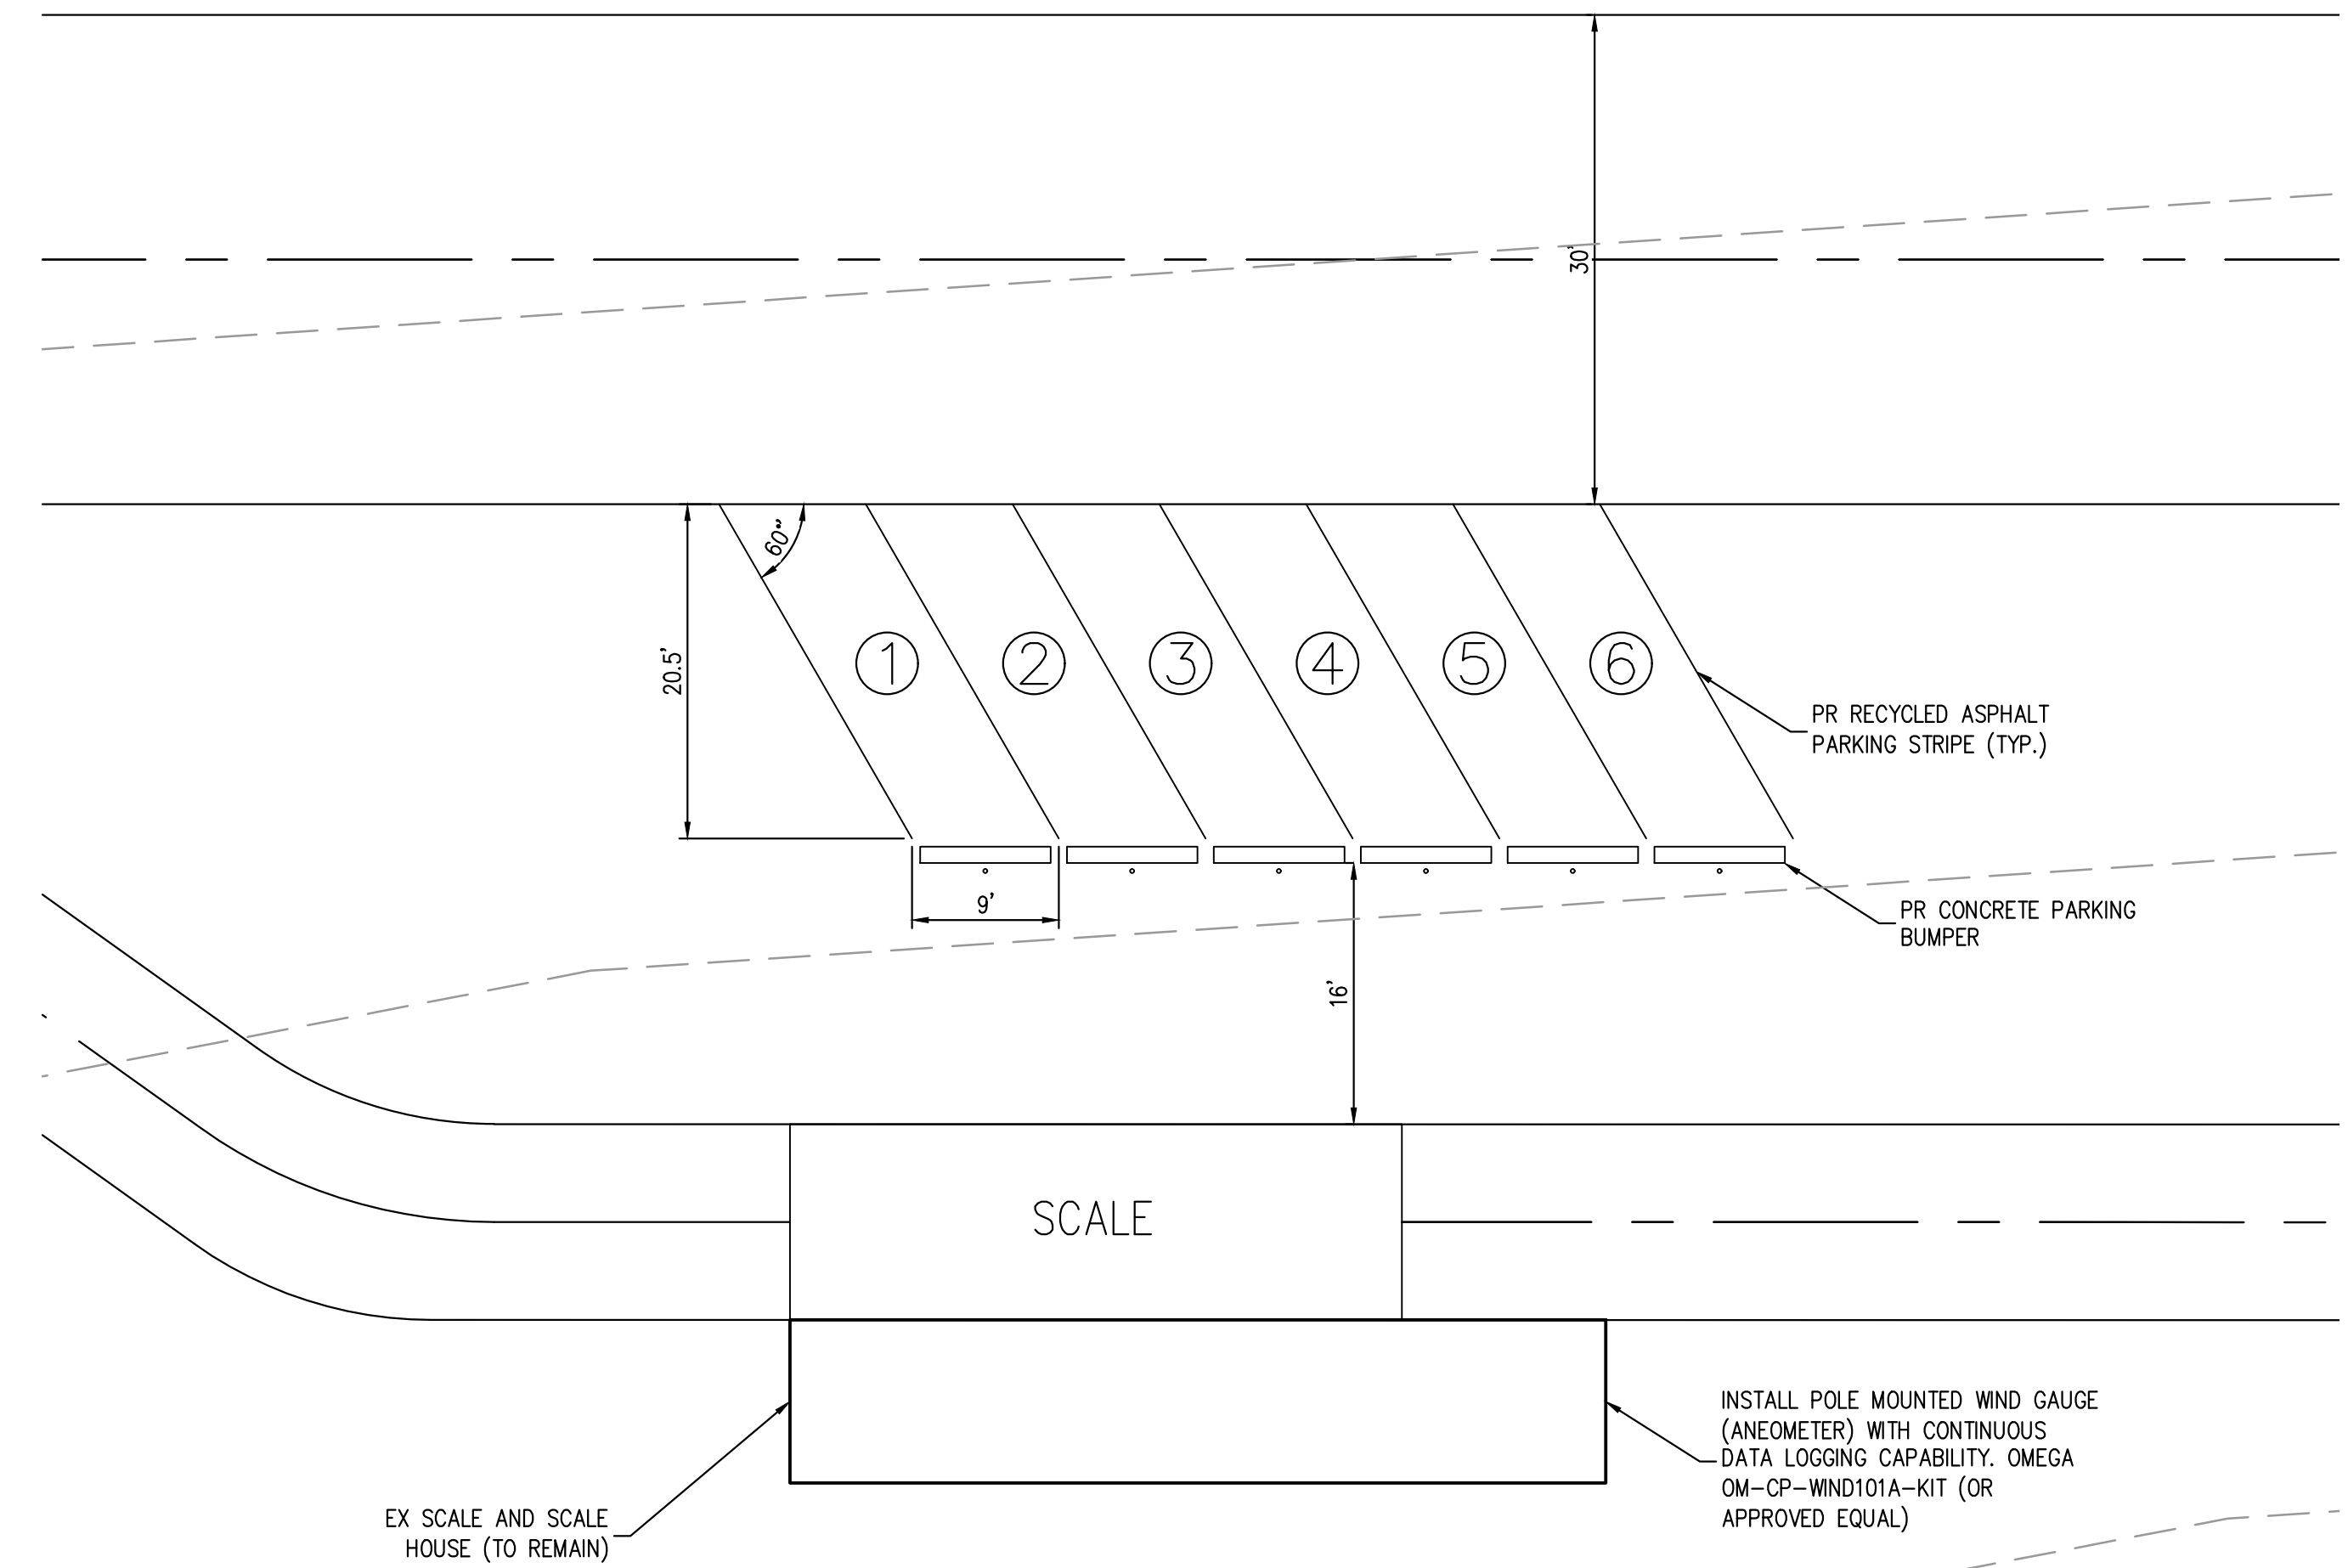 30'
60°
1
2
3
4
5
6
20.5'
PR RECYCLED ASPHALT
PARKING STRIPE (TYP.)
9'
PR CONCRETE PARKING
BUMPER
16'
SCALE
INSTALL POLE MOUNTED WIND GAUGE
(ANEOMETER) WITH CONTINUOUS
DATA LOGGING CAPABILITY. OMEGA
OM-CP-WIND101A-KIT (OR
APPROVED EQUAL)
EX SCALE AND SCALE
HOUSE (TO REMAIN)